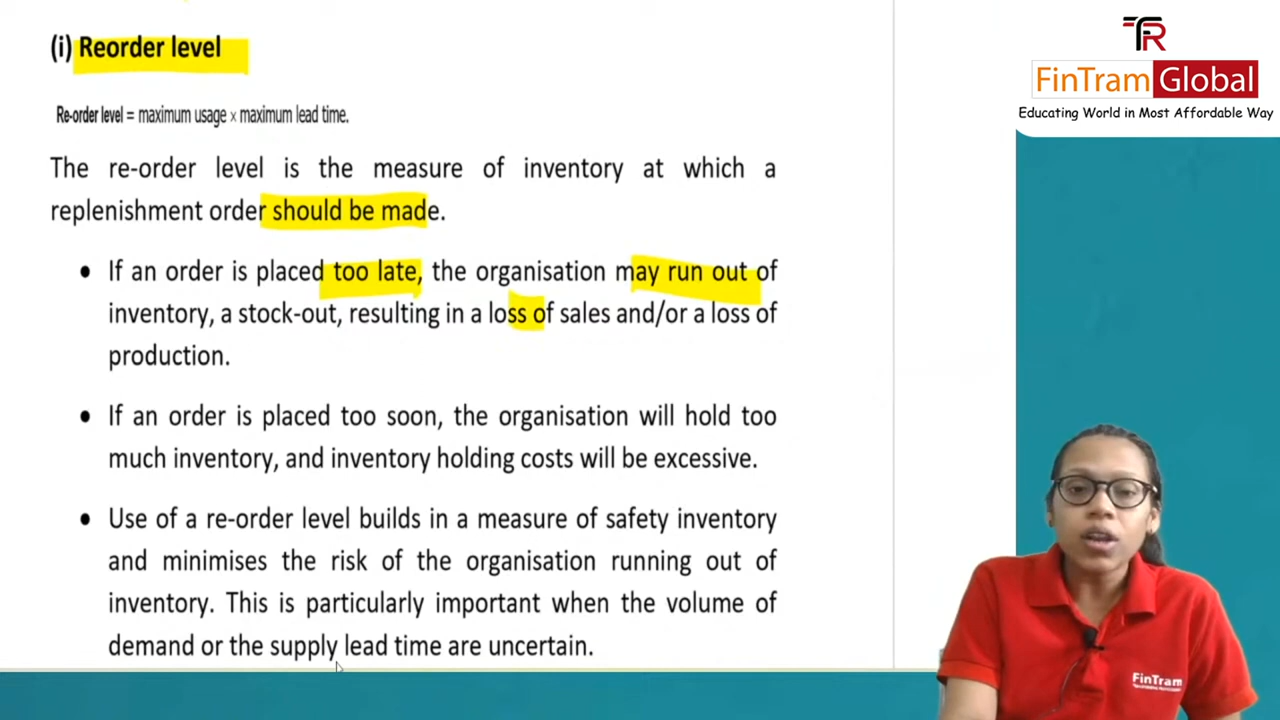 (i) Reorder level
Re-order level = maximum usage × maximum lead time.
The re-order level is the measure of inventory at which a
replenishment order should be made.
• If an order is placed too late, the organisation may run out of
inventory, a stock-out, resulting in a loss of sales and/or a loss of
production.
• If an order is placed too soon, the organisation will hold too
much inventory, and inventory holding costs will be excessive.
• Use of a re-order level builds in a measure of safety inventory
and minimises the risk of the organisation running out of
inventory. This is particularly important when the volume of
demand or the supply lead time are uncertain.
FinTram Global
Educating World in Most Affordable Way
FinTram